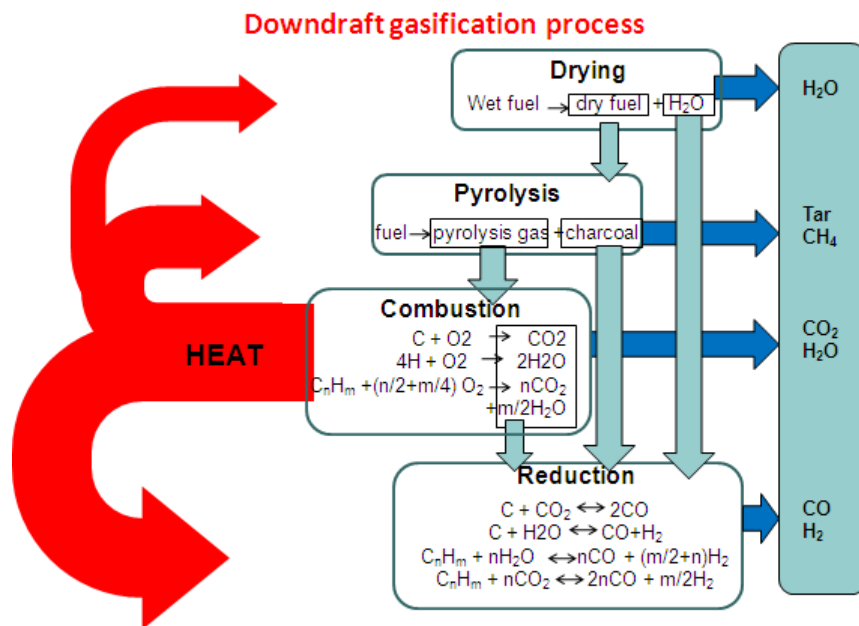 Downdraft gasification process
Drying
Wet fuel → dry fuel + H₂O
H₂O
Pyrolysis
fuel → pyrolysis gas + charcoal
Tar
CH₄
Combustion
C + O2 → CO2
4H + O2 → 2H2O
CₙHₘ +(n/2+m/4) O₂ → nCO₂
+m/2H₂O
CO₂
H₂O
HEAT
Reduction
C + CO₂ ↔ 2CO
C + H2O ↔ CO+H₂
CₙHₘ + nH₂O ↔ nCO + (m/2+n)H₂
CₙHₘ + nCO₂ ↔ 2nCO + m/2H₂
CO
H₂